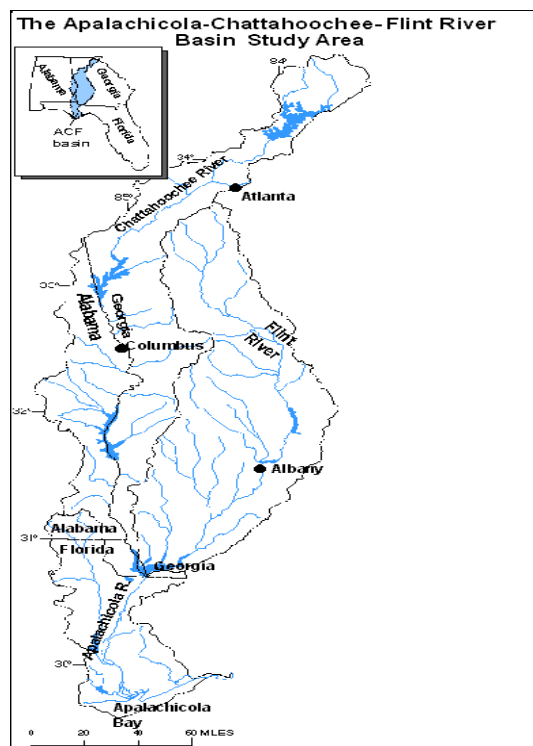 The Apalachicola-Chattahoochee-Flint River
Basin Study Area
Alabama
Georgia
Florida
ACF
basin
84°
34°
85°
Chattahoochee River
Atlanta
33°
Alabama
Georgia
Flint
River
Columbus
32°
Albany
Alabama
31°
Florida
Georgia
Apalachicola R.
30°
Apalachicola
Bay
0 20 40 60 MLES